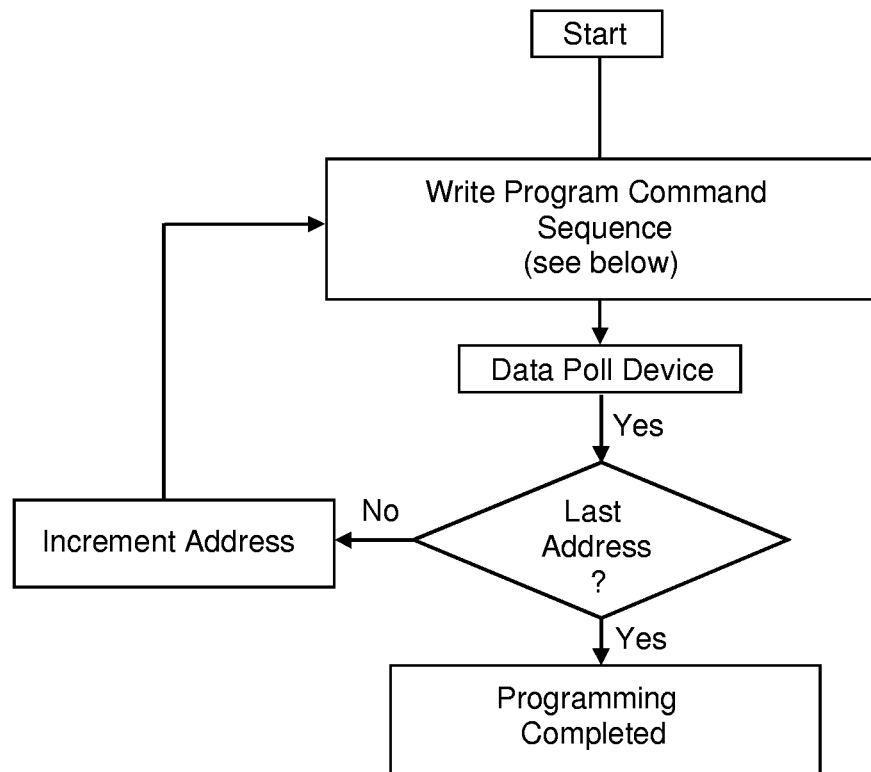 Start
Write Program Command
Sequence
(see below)
Data Poll Device
Yes
No
Last
Address
?
Increment Address
Yes
Programming
Completed